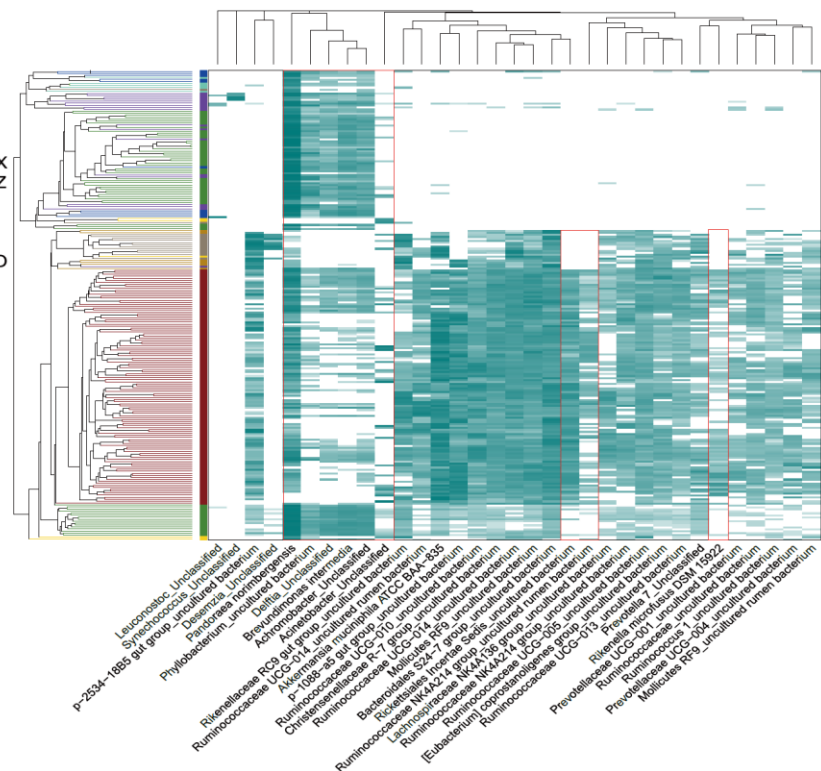 X
Z
O
Leuconostoc_Unclassified
Synechococcus_Unclassified
p-2534-18B5 gut group_uncultured bacterium
Desemzia_Unclassified
Pandoraea norimbergensis
Phyllobacterium_uncultured bacterium
Delftia_Unclassified
Brevundimonas intermedia
Achromobacter_Unclassified
Acinetobacter_Unclassified
Rikenellaceae RC9 gut group_uncultured bacterium
Ruminococcaceae UCG-014_uncultured rumen bacterium
Akkermansia muciniphila ATCC BAA-835
p-1088-a5 gut group_uncultured bacterium
Ruminococcaceae UCG-010_uncultured bacterium
Christensenellaceae R-7 group_uncultured bacterium
Ruminococcaceae UCG-014_uncultured bacterium
Mollicutes RF9_uncultured bacterium
Bacteroidales S24-7 group_uncultured bacterium
Rickettsiales Incertae Sedis_uncultured bacterium
Ruminococcaceae NK4A214 group_uncultured rumen bacterium
Lachnospiraceae NK4A136 group_uncultured bacterium
Ruminococcaceae NK4A214 group_uncultured bacterium
Ruminococcaceae UCG-005_uncultured bacterium
[Eubacterium] coprostanoligenes group_uncultured bacterium
Ruminococcaceae UCG-013_uncultured bacterium
Prevotella 7_Unclassified
Rikenella microfusus DSM 15922
Prevotellaceae UCG-001_uncultured bacterium
Ruminococcaceae_uncultured bacterium
Ruminococcus 1_uncultured bacterium
Prevotellaceae UCG-004_uncultured bacterium
Mollicutes RF9_uncultured rumen bacterium